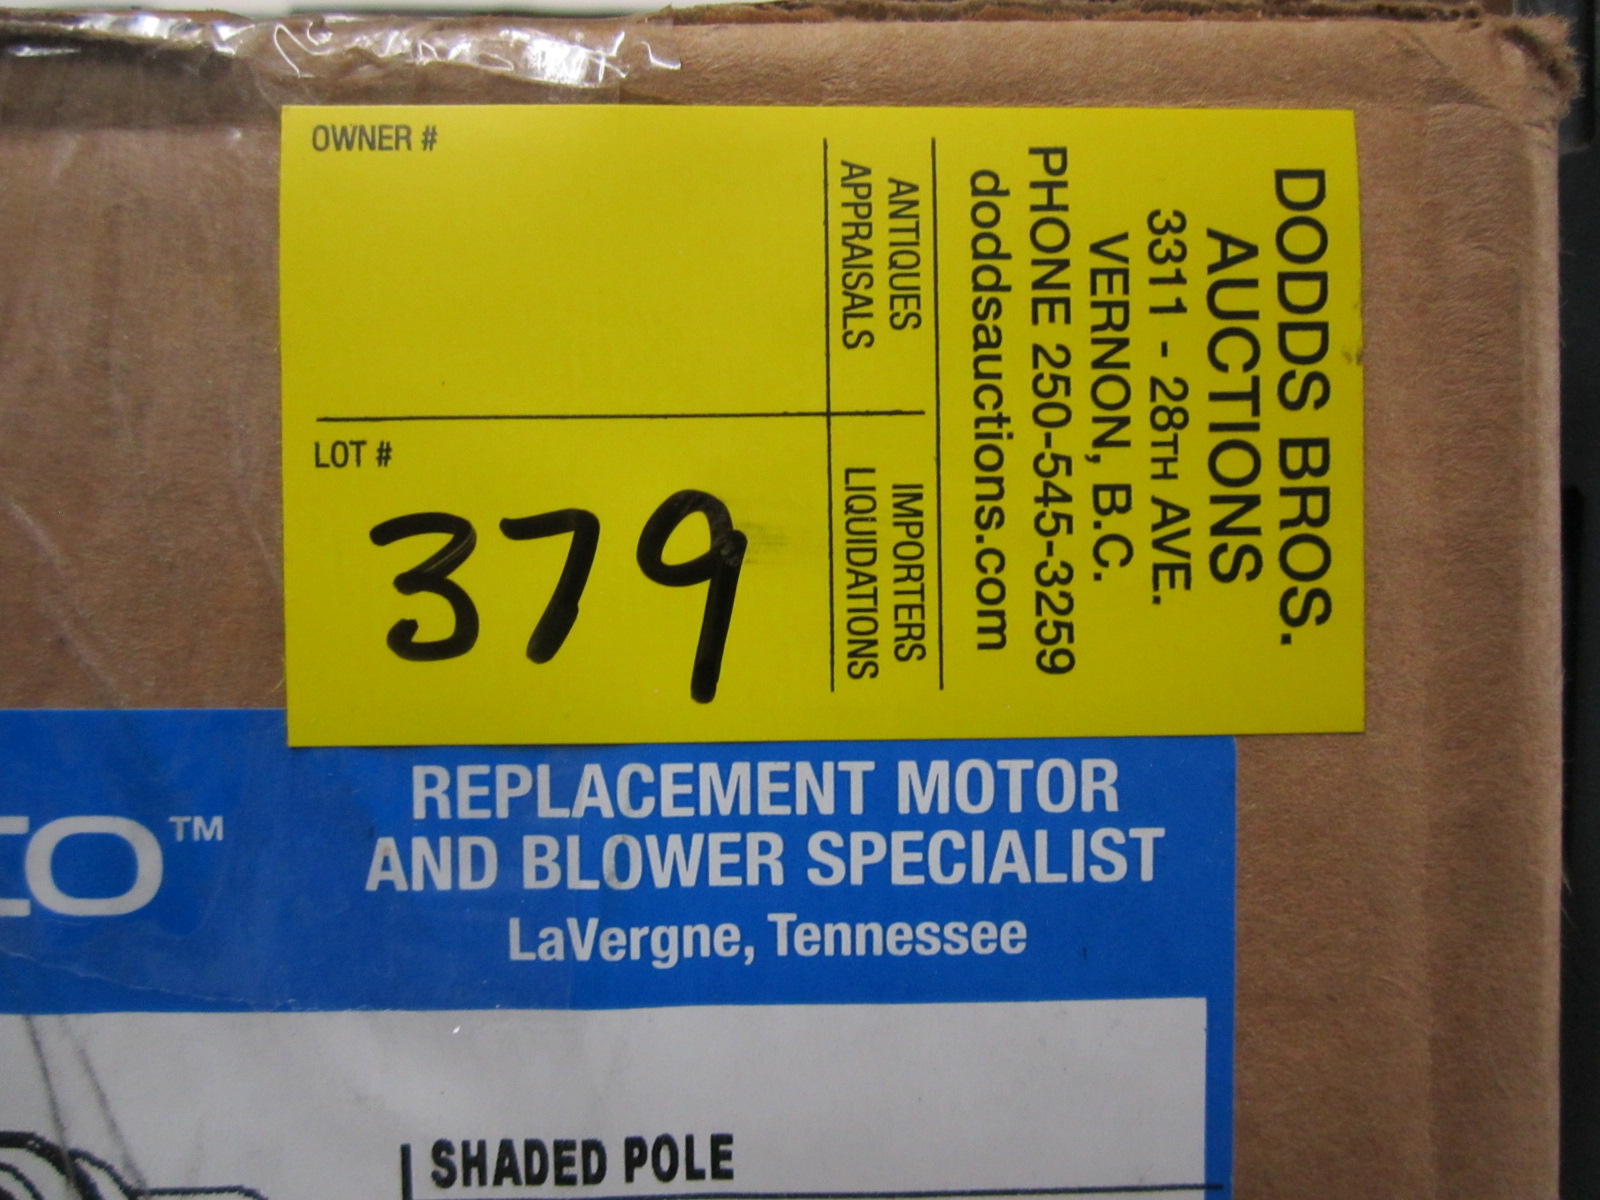 DODDS BROS.
AUCTIONS
3311 - 28TH AVE.
VERNON, B.C.
PHONE 250-545-3259
doddsauctions.com
ANTIQUES
APPRAISALS
IMPORTERS
LIQUIDATIONS
OWNER #
LOT #
379
REPLACEMENT MOTOR
AND BLOWER SPECIALIST
LaVergne, Tennessee
SHADED POLE